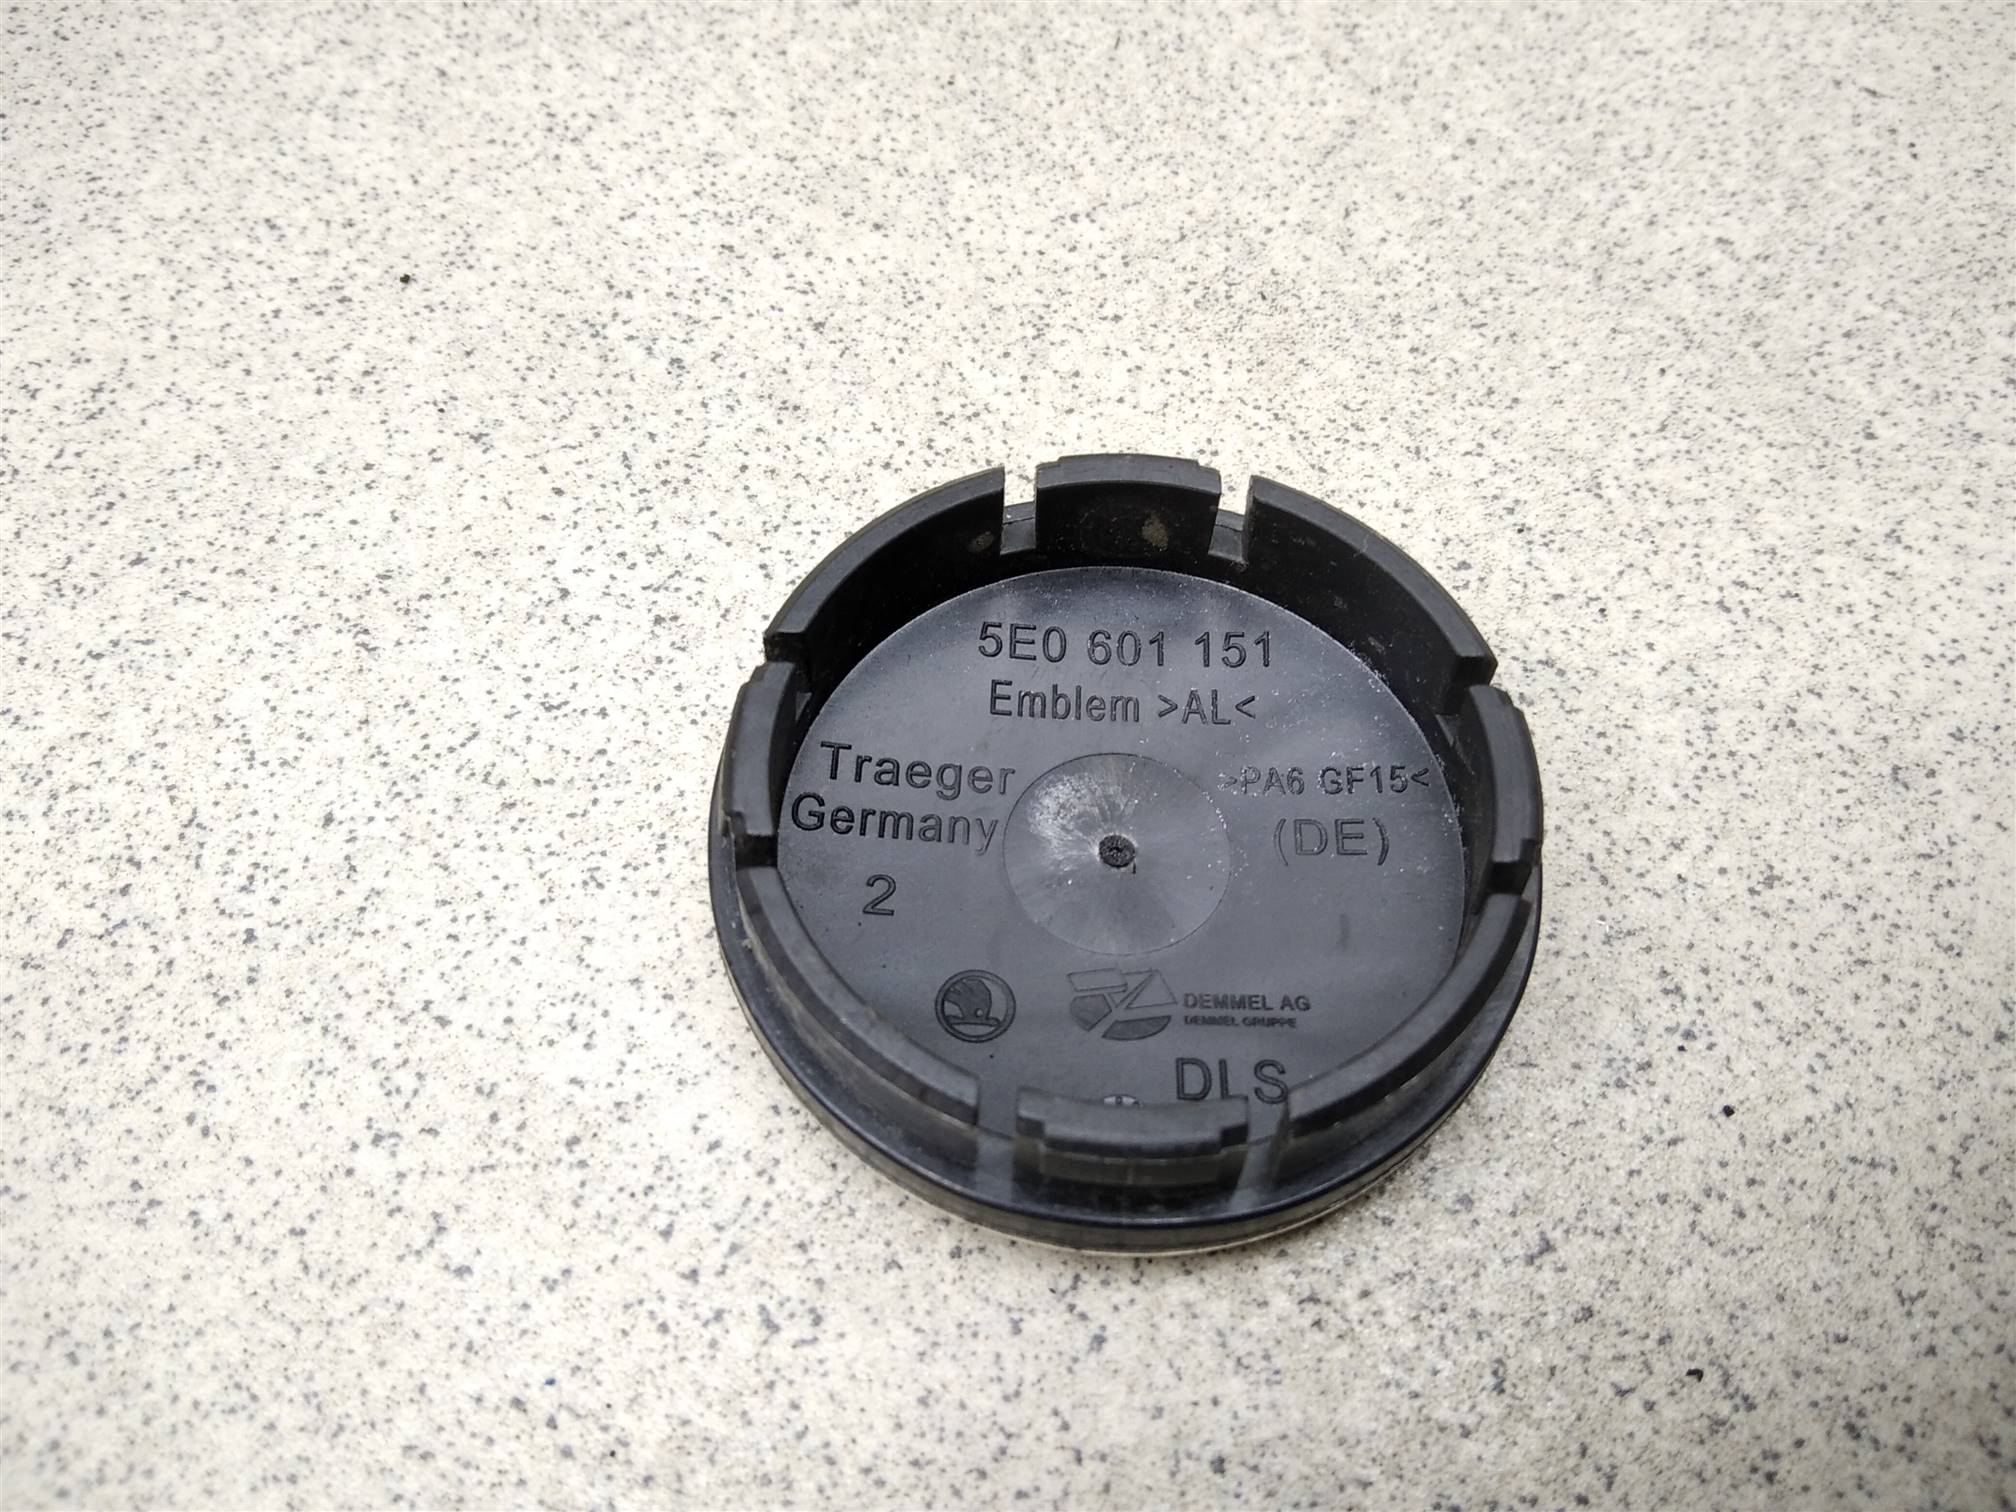 5E0 601 151
Emblem >AL<
Traeger
Germany
2
>PA6 GF15<
(DE)
DEMMEL AG
DEMMEL GRUPPE
DLS